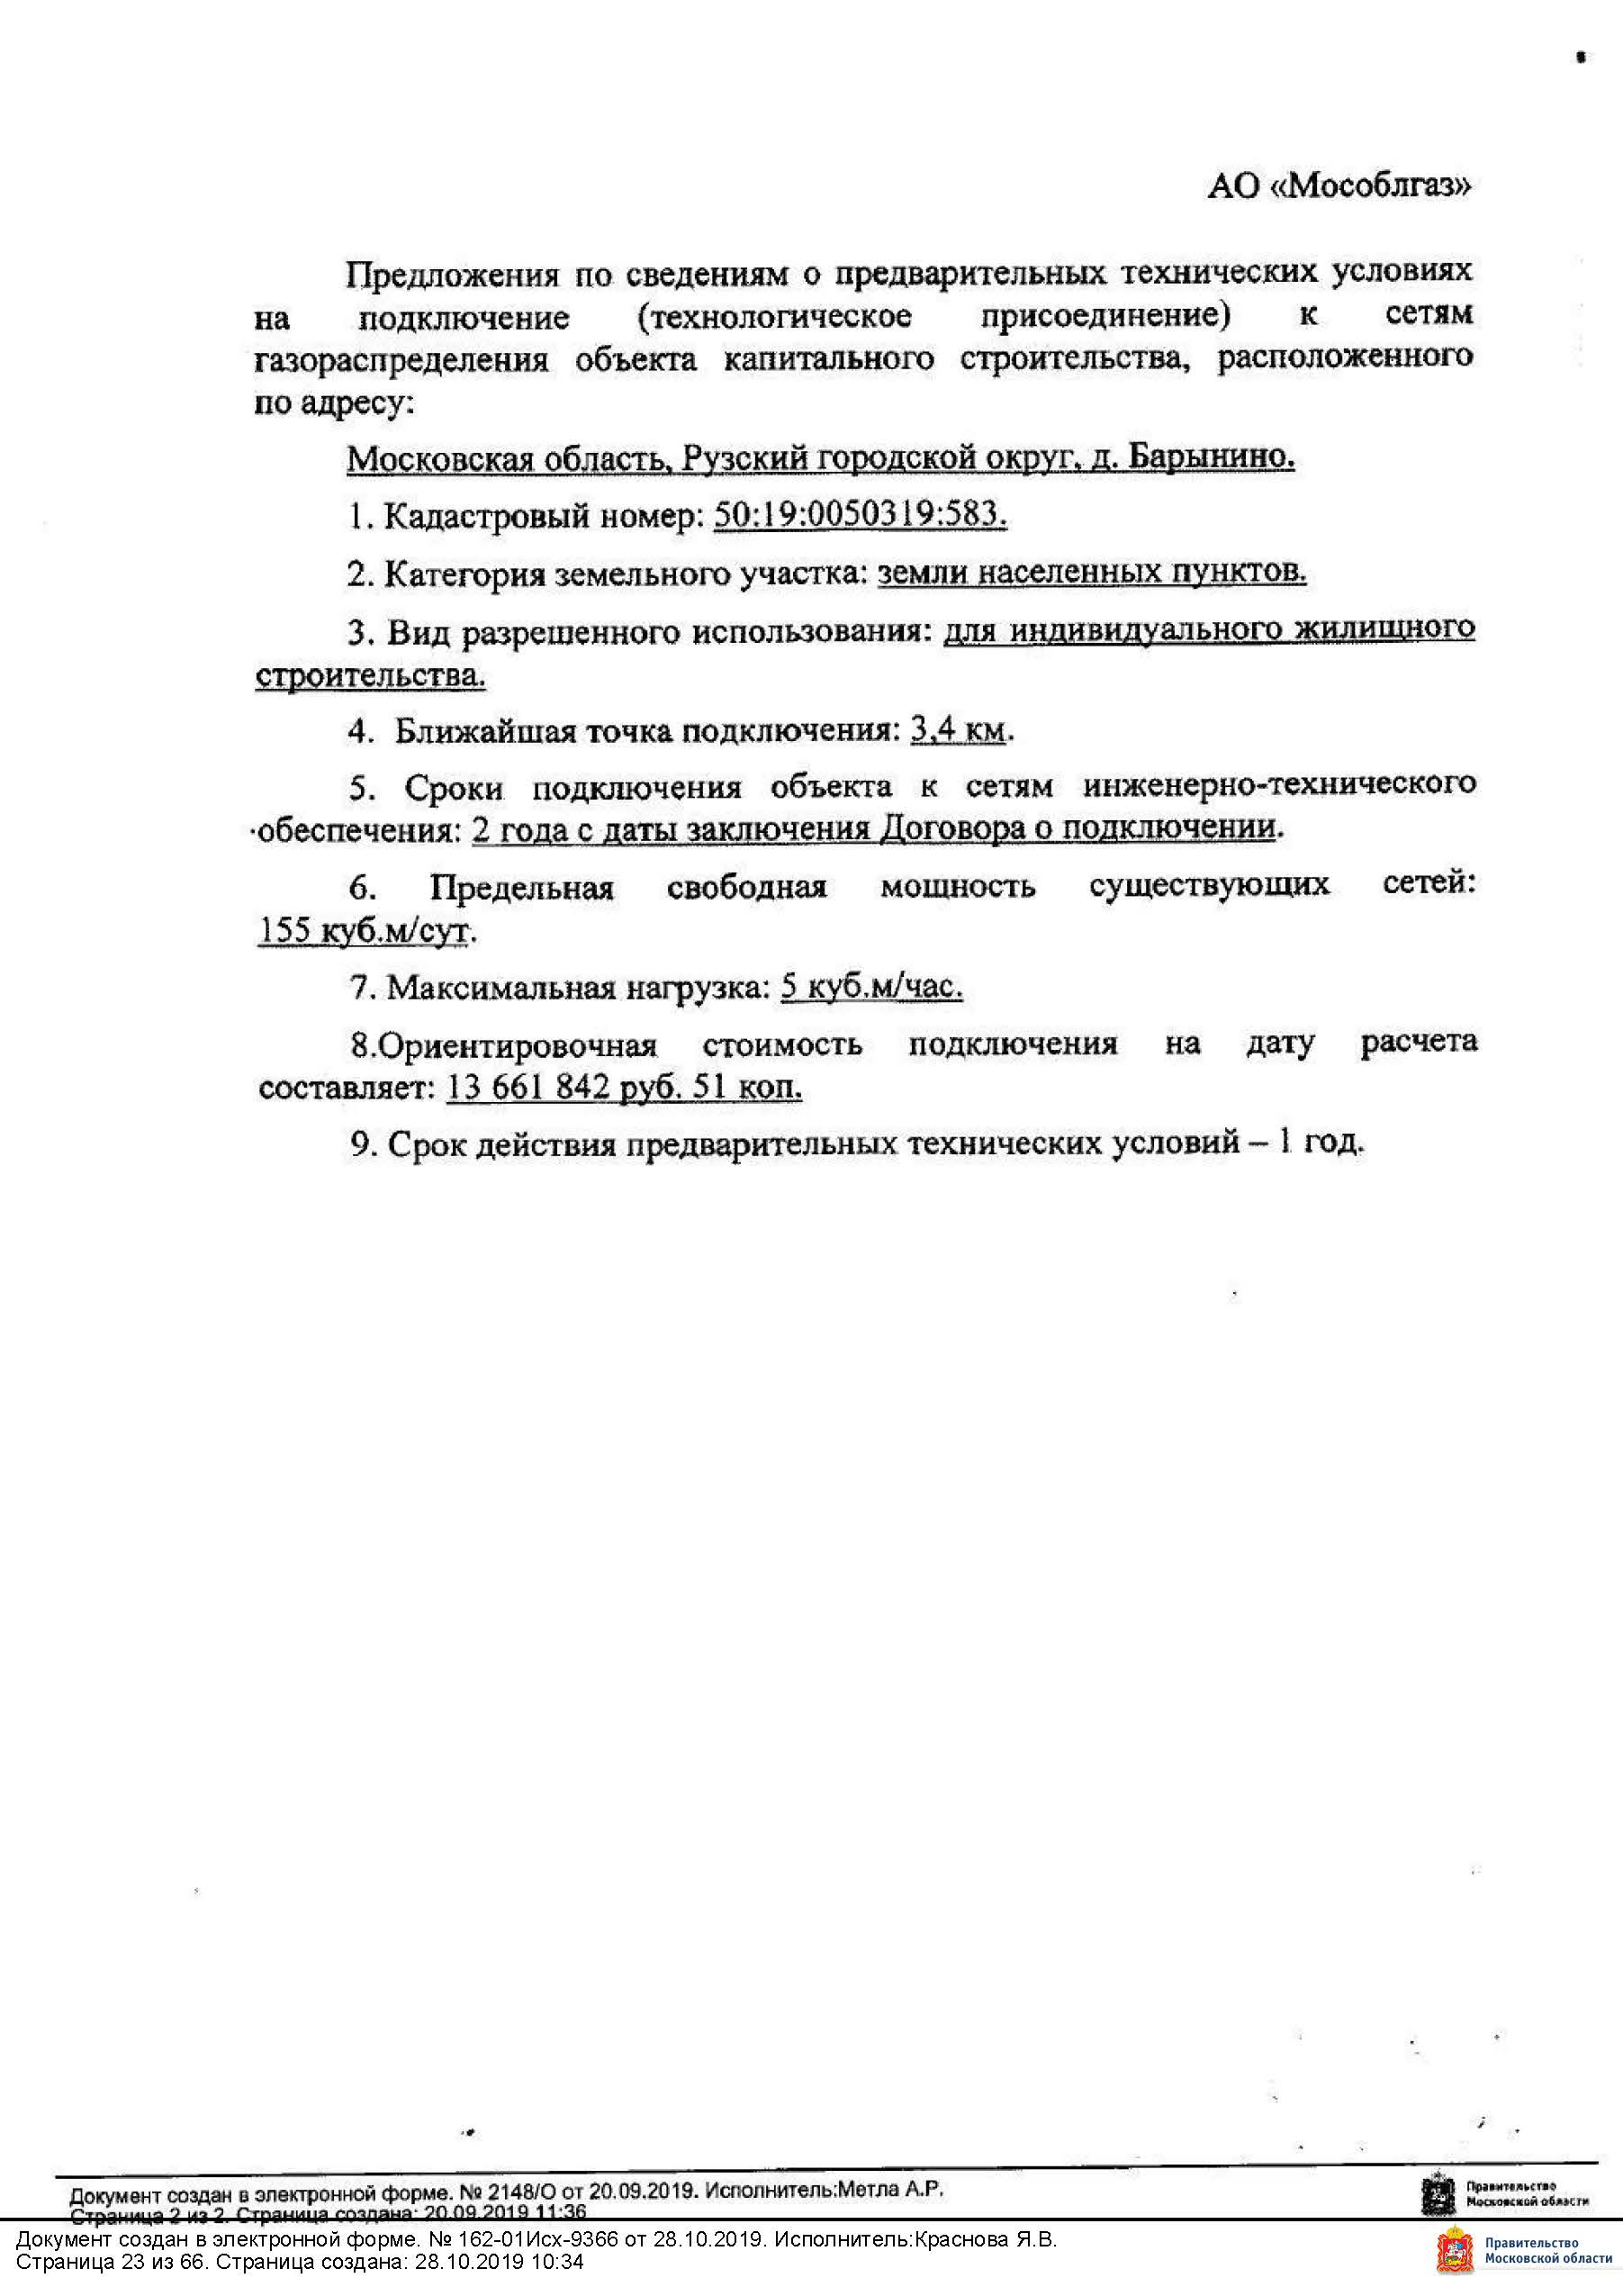 АО «Мособлгаз»
Предложения по сведениям о предварительных технических условиях
на подключение (технологическое присоединение) к сетям
газораспределения объекта капитального строительства, расположенного
по адресу:
Московская область, Рузский городской округ, д. Барынино.
1. Кадастровый номер: 50:19:0050319:583.
2. Категория земельного участка: земли населенных пунктов.
3. Вид разрешенного использования: для индивидуального жилищного
строительства.
4. Ближайшая точка подключения: 3,4 км.
5. Сроки подключения объекта к сетям инженерно-технического
обеспечения: 2 года с даты заключения Договора о подключении.
6. Предельная свободная мощность существующих сетей:
155 куб.м/сут.
7. Максимальная нагрузка: 5 куб.м/час.
8.Ориентировочная стоимость подключения на дату расчета
составляет: 13 661 842 руб. 51 коп.
9. Срок действия предварительных технических условий – 1 год.
Документ создан в электронной форме. № 2148/О от 20.09.2019. Исполнитель:Метла А.Р.
Страница 2 из 2. Страница создана: 20.09.2019 11:36
Правительство
Московской области
Документ создан в электронной форме. № 162-01Исх-9366 от 28.10.2019. Исполнитель:Краснова Я.В.
Страница 23 из 66. Страница создана: 28.10.2019 10:34
Правительство
Московской области